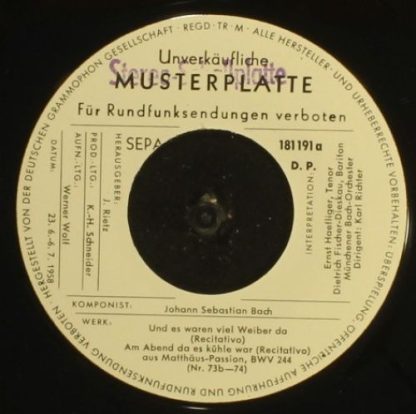 HERGESTELLT VON DER DEUTSCHEN GRAMMOPHON GESELLSCHAFT · REGD · TR · M · ALLE HERSTELLER- UND URHEBERRECHTE VORBEHALTEN; ÜBERSPIELUNG, ÖFFENTLICHE AUFFÜHRUNG UND RUNDFUNKSENDUNG VERBOTEN!
Unverkäufliche
Stereo
MUSTERPLATTE
Für Rundfunksendungen verboten
SEPA
181191a
D. P.
HERAUSGEBER:
J. Rietz
PROD.-LTG.:
K.-H. Schneider
AUFN.-LTG.:
Werner Wolf
DATUM:
23. 6.-6. 7. 1958
INTERPRETATION
Ernst Haefliger, Tenor
Dietrich Fischer-Dieskau, Bariton
Münchener Bach-Orchester
Dirigent: Karl Richter
KOMPONIST: Johann Sebastian Bach
WERK:
Und es waren viel Weiber da
(Recitativo)
Am Abend da es kühle war (Recitativo)
aus Matthäus-Passion, BWV 244
(Nr. 73b—74)